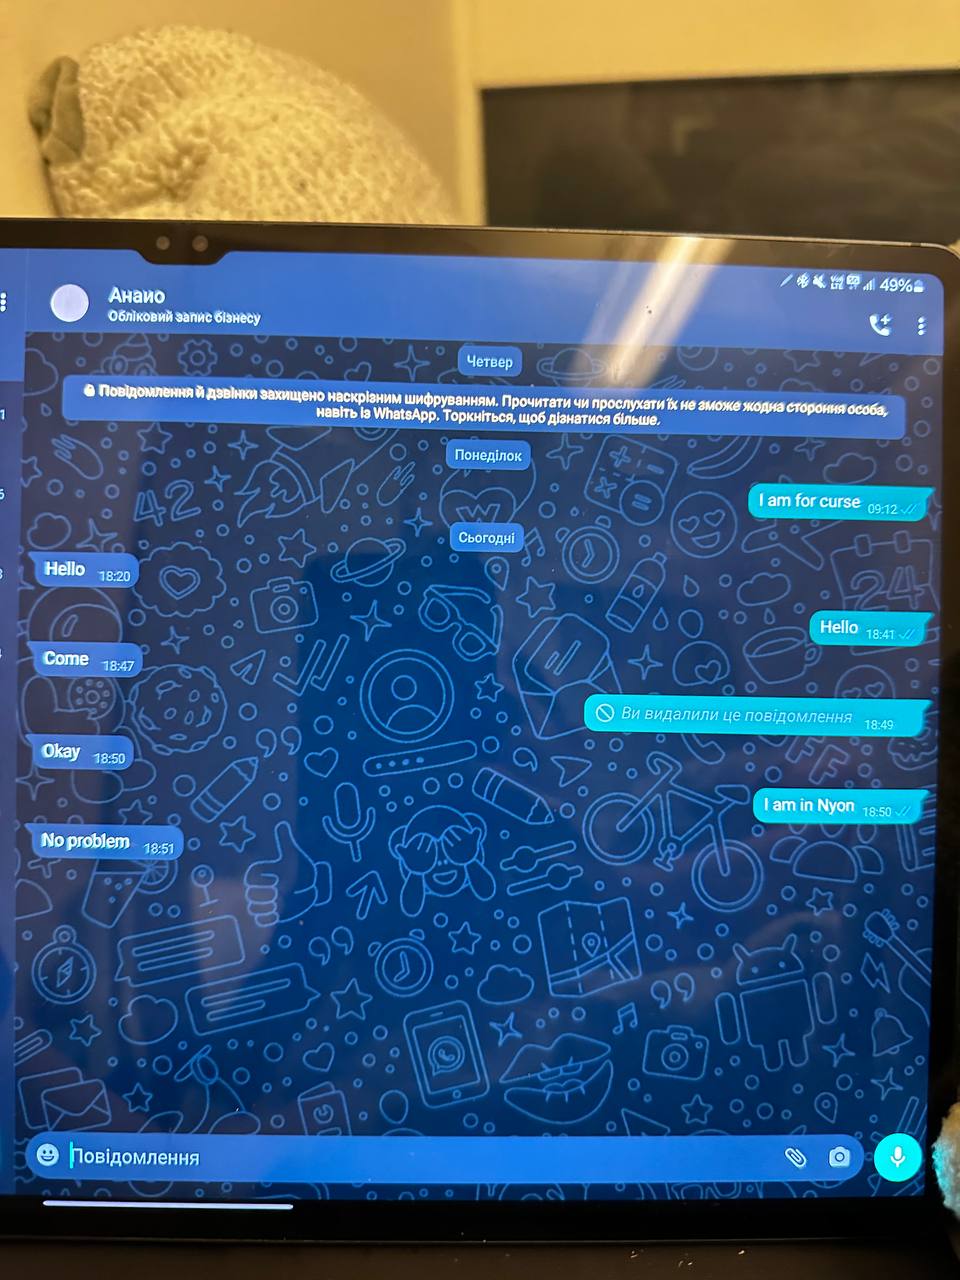 49%
Анаио
Обліковий запис бізнесу
Четвер
Повідомлення й дзвінки захищено наскрізним шифруванням. Прочитати чи прослухати їх не зможе жодна стороння особа,
навіть із WhatsApp. Торкніться, щоб дізнатися більше.
Понеділок
I am for curse 09:12
Сьогодні
Hello 18:20
Hello 18:41
Come 18:47
Ви видалили це повідомлення 18:49
Okay 18:50
I am in Nyon 18:50
No problem 18:51
Повідомлення